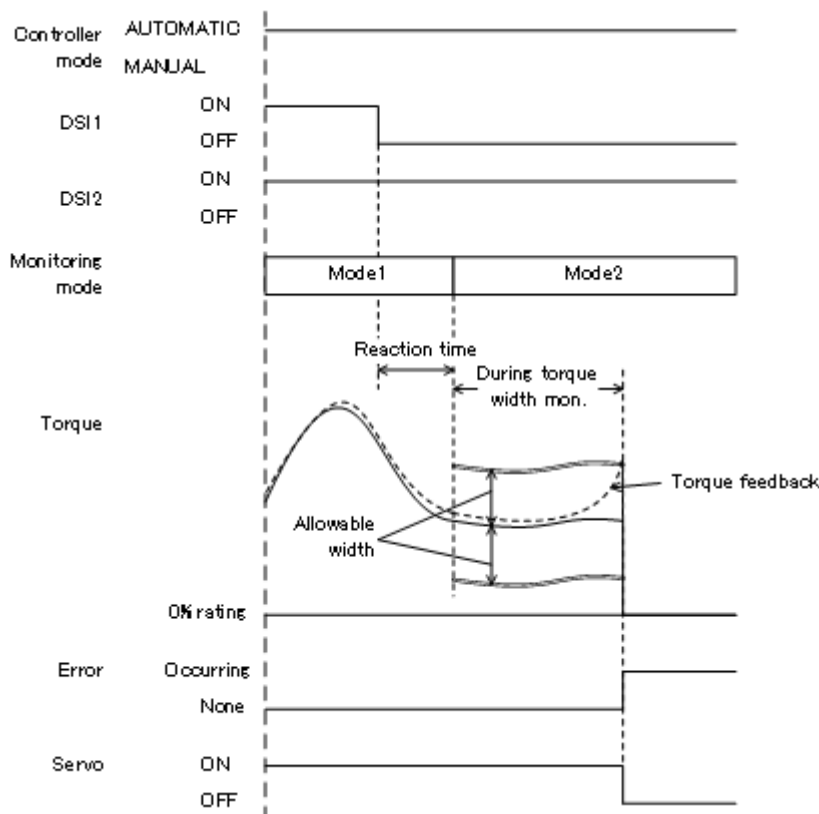 Controller mode
AUTOMATIC
MANUAL
DSI1
ON
OFF
DSI2
ON
OFF
Monitoring mode
Mode1
Mode2
Reaction time
During torque
width mon.
Torque
Torque feedback
Allowable
width
0% rating
Error
Occurring
None
Servo
ON
OFF